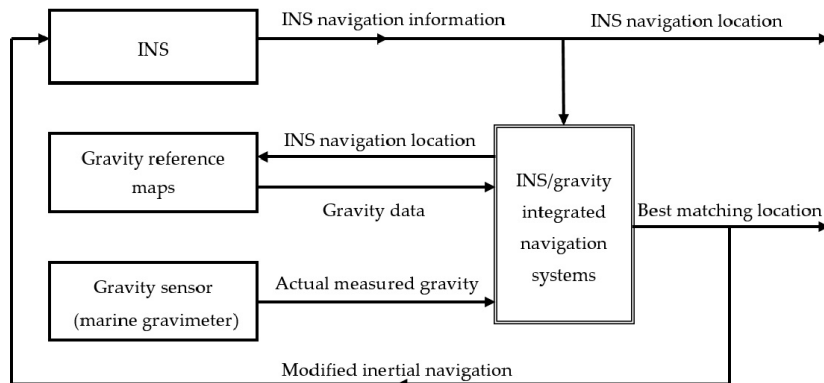 INS navigation information
INS navigation location
INS
INS navigation location
Gravity reference
maps
Gravity data
INS/gravity
integrated
navigation
systems
Best matching location
Gravity sensor
(marine gravimeter)
Actual measured gravity
Modified inertial navigation